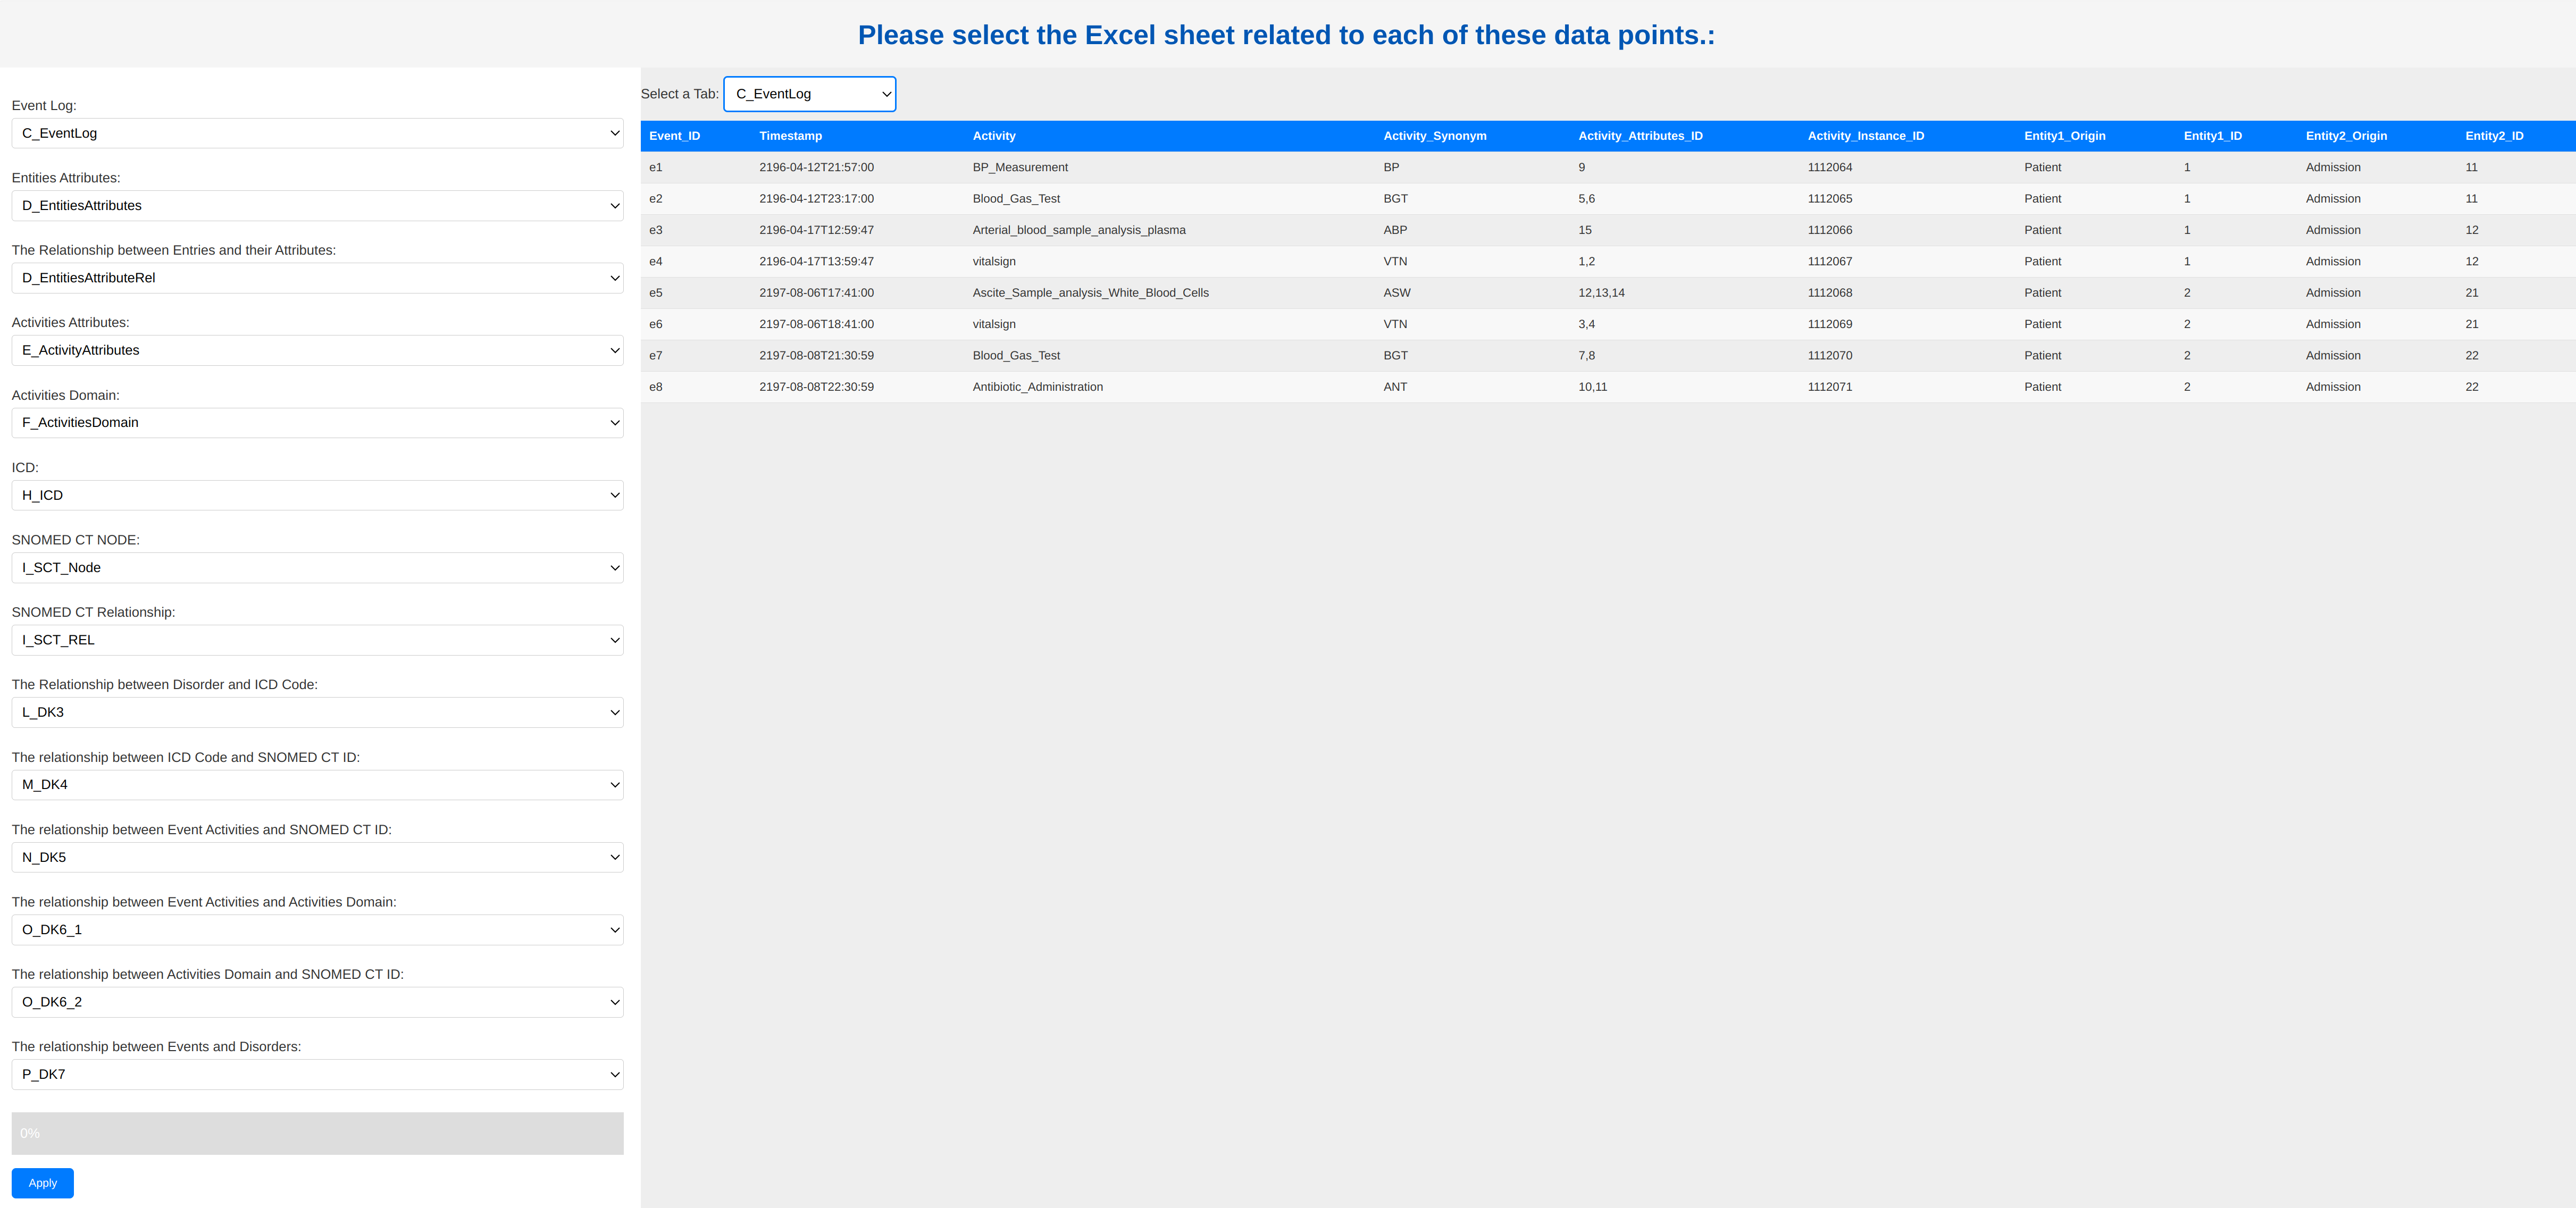 Please select the Excel sheet related to each of these data points.:
Event Log:
C_EventLog
Entities Attributes:
D_EntitiesAttributes
The Relationship between Entries and their Attributes:
D_EntitiesAttributeRel
Activities Attributes:
E_ActivityAttributes
Activities Domain:
F_ActivitiesDomain
ICD:
H_ICD
SNOMED CT NODE:
I_SCT_Node
SNOMED CT Relationship:
I_SCT_REL
The Relationship between Disorder and ICD Code:
L_DK3
The relationship between ICD Code and SNOMED CT ID:
M_DK4
The relationship between Event Activities and SNOMED CT ID:
N_DK5
The relationship between Event Activities and Activities Domain:
O_DK6_1
The relationship between Activities Domain and SNOMED CT ID:
O_DK6_2
The relationship between Events and Disorders:
P_DK7
0%
Apply
Select a Tab: C_EventLog
Event_ID Timestamp Activity Activity_Synonym Activity_Attributes_ID Activity_Instance_ID Entity1_Origin Entity1_ID Entity2_Origin Entity2_ID
e1 2196-04-12T21:57:00 BP_Measurement BP 9 1112064 Patient 1 Admission 11
e2 2196-04-12T23:17:00 Blood_Gas_Test BGT 5,6 1112065 Patient 1 Admission 11
e3 2196-04-17T12:59:47 Arterial_blood_sample_analysis_plasma ABP 15 1112066 Patient 1 Admission 12
e4 2196-04-17T13:59:47 vitalsign VTN 1,2 1112067 Patient 1 Admission 12
e5 2197-08-06T17:41:00 Ascite_Sample_analysis_White_Blood_Cells ASW 12,13,14 1112068 Patient 2 Admission 21
e6 2197-08-06T18:41:00 vitalsign VTN 3,4 1112069 Patient 2 Admission 21
e7 2197-08-08T21:30:59 Blood_Gas_Test BGT 7,8 1112070 Patient 2 Admission 22
e8 2197-08-08T22:30:59 Antibiotic_Administration ANT 10,11 1112071 Patient 2 Admission 22